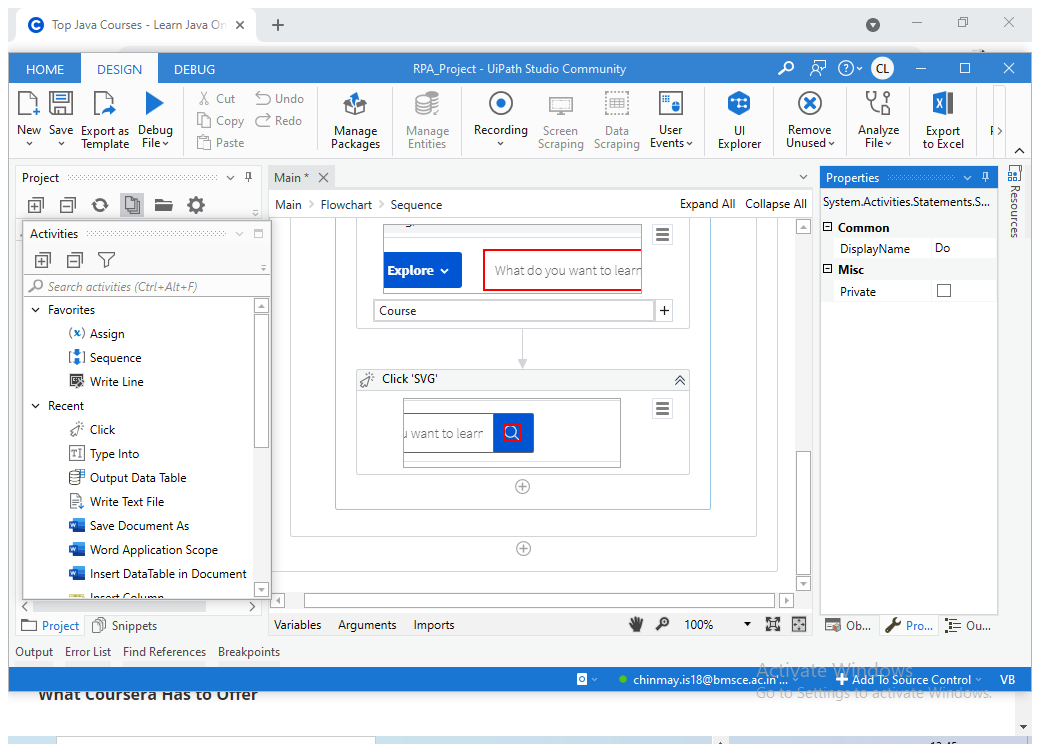 Top Java Courses - Learn Java On
HOME DESIGN DEBUG RPA_Project - UiPath Studio Community CL
New Save Export as Template Debug File
Cut Undo
Copy Redo
Paste
Manage Packages
Manage Entities
Recording
Screen Scraping
Data Scraping
User Events
UI Explorer
Remove Unused
Analyze File
Export to Excel
Project
Main *
Properties
Resources
Main Flowchart Sequence Expand All Collapse All
System.Activities.Statements.S...
Activities
Search activities (Ctrl+Alt+F)
Favorites
Assign
Sequence
Write Line
Recent
Click
Type Into
Output Data Table
Write Text File
Save Document As
Word Application Scope
Insert DataTable in Document
Insert Column
Explore What do you want to learn
Course
Click 'SVG'
u want to learn
Common
DisplayName Do
Misc
Private
Variables Arguments Imports 100%
Project Snippets
Ob... Pro... Ou...
Output Error List Find References Breakpoints
chinmay.is18@bmsce.ac.in ... Add To Source Control VB
Activate Windows
Go to Settings to activate Windows.
What Coursera Has to Offer